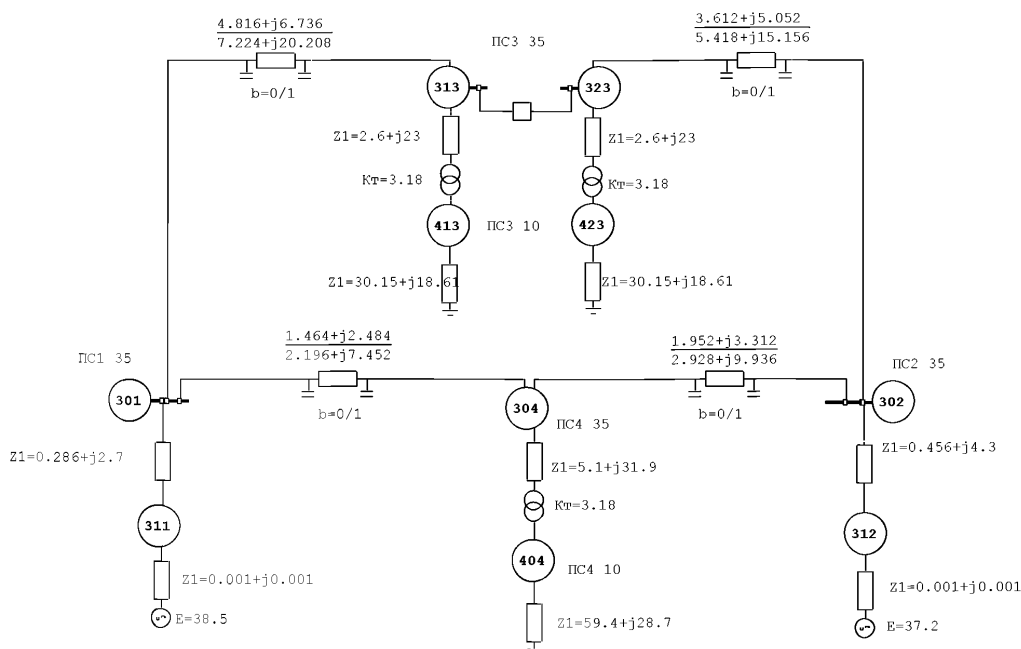 4.816+j6.736
7.224+j20.208
b=0/1
ПС3 35
3.612+j5.052
5.418+j15.156
b=0/1
313
323
Z1=2.6+j23
Z1=2.6+j23
Кт=3.18
Кт=3.18
413
ПС3 10
423
Z1=30.15+j18.61
Z1=30.15+j18.61
ПС1 35
1.464+j2.484
2.196+j7.452
b=0/1
1.952+j3.312
2.928+j9.936
b=0/1
ПС2 35
301
304
302
ПС4 35
Z1=0.286+j2.7
Z1=5.1+j31.9
Z1=0.456+j4.3
Кт=3.18
311
312
404
ПС4 10
Z1=0.001+j0.001
Z1=0.001+j0.001
E=38.5
Z1=59.4+j28.7
E=37.2